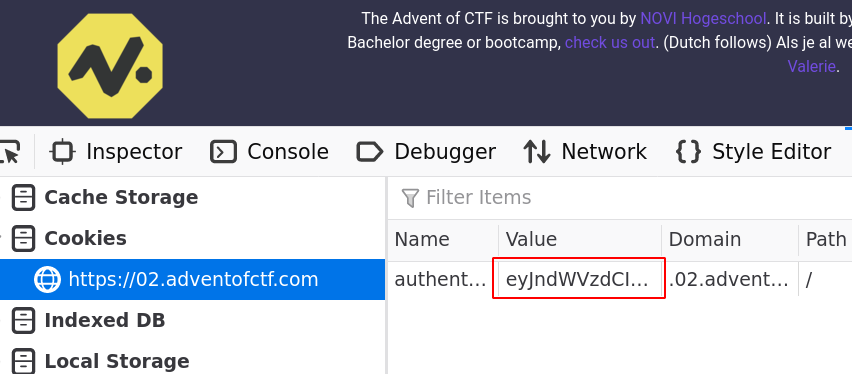 The Advent of CTF is brought to you by NOVI Hogeschool. It is built by
Bachelor degree or bootcamp, check us out. (Dutch follows) Als je al we
Valerie.
Inspector Console Debugger Network Style Editor
Cache Storage
Filter Items
Cookies
Name Value Domain Path
https://02.adventofctf.com
authent... eyJndWVzdCI... .02.advent... /
Indexed DB
Local Storage